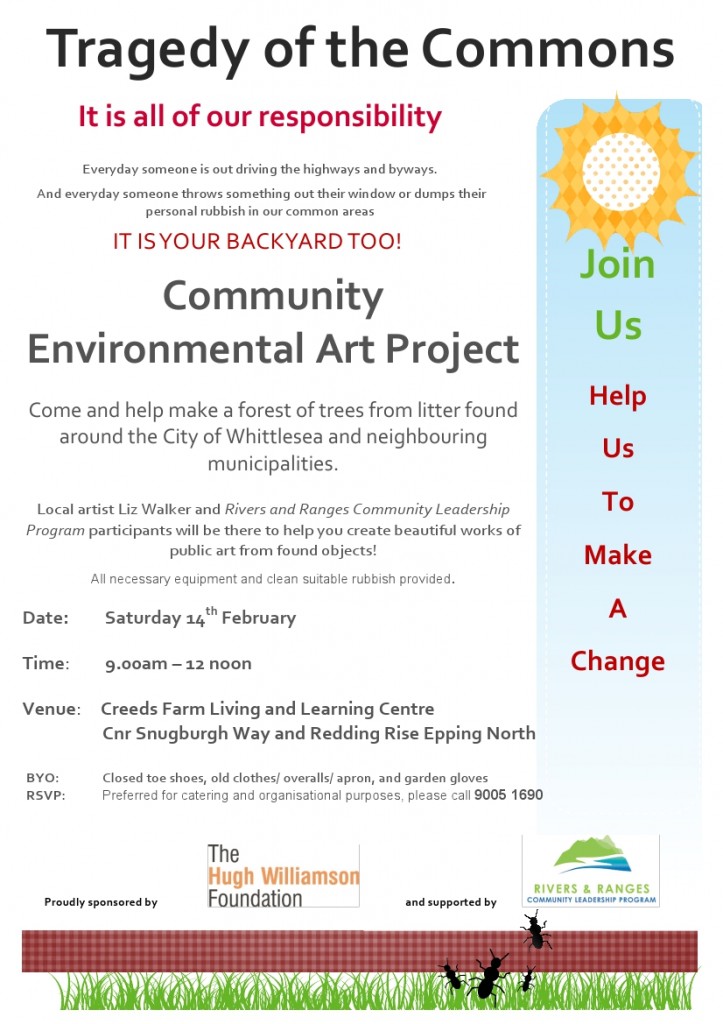 Tragedy of the Commons
It is all of our responsibility
Everyday someone is out driving the highways and byways.
And everyday someone throws something out their window or dumps their
personal rubbish in our common areas
IT IS YOUR BACKYARD TOO!
Community
Environmental Art Project
Come and help make a forest of trees from litter found
around the City of Whittlesea and neighbouring
municipalities.
Local artist Liz Walker and Rivers and Ranges Community Leadership
Program participants will be there to help you create beautiful works of
public art from found objects!
All necessary equipment and clean suitable rubbish provided.
Date: Saturday 14th February
Time: 9.00am – 12 noon
Venue: Creeds Farm Living and Learning Centre
Cnr Snugburgh Way and Redding Rise Epping North
BYO: Closed toe shoes, old clothes/ overalls/ apron, and garden gloves
RSVP: Preferred for catering and organisational purposes, please call 9005 1690
Join
Us
Help
Us
To
Make
A
Change
Proudly sponsored by
The
Hugh Williamson
Foundation
and supported by
RIVERS & RANGES
COMMUNITY LEADERSHIP PROGRAM